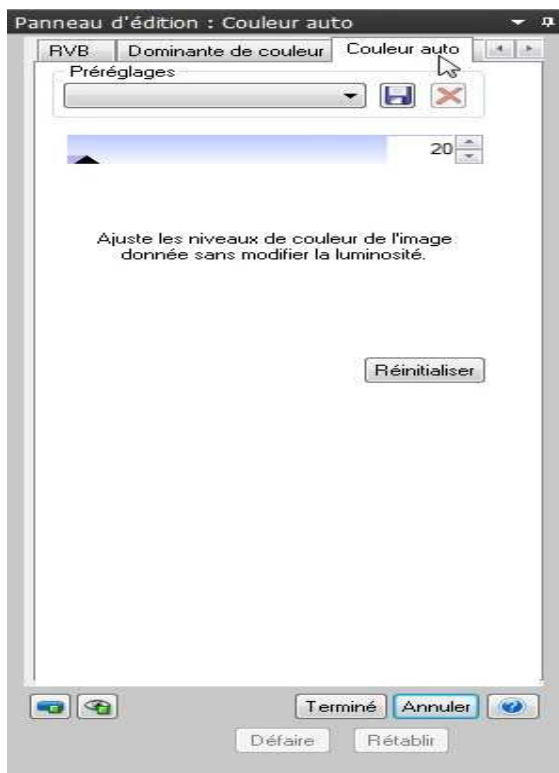 Panneau d'édition : Couleur auto
RVB Dominante de couleur Couleur auto
Préréglages
20
Ajuste les niveaux de couleur de l'image
donnée sans modifier la luminosité.
Réinitialiser
Terminé Annuler
Défaire Rétablir